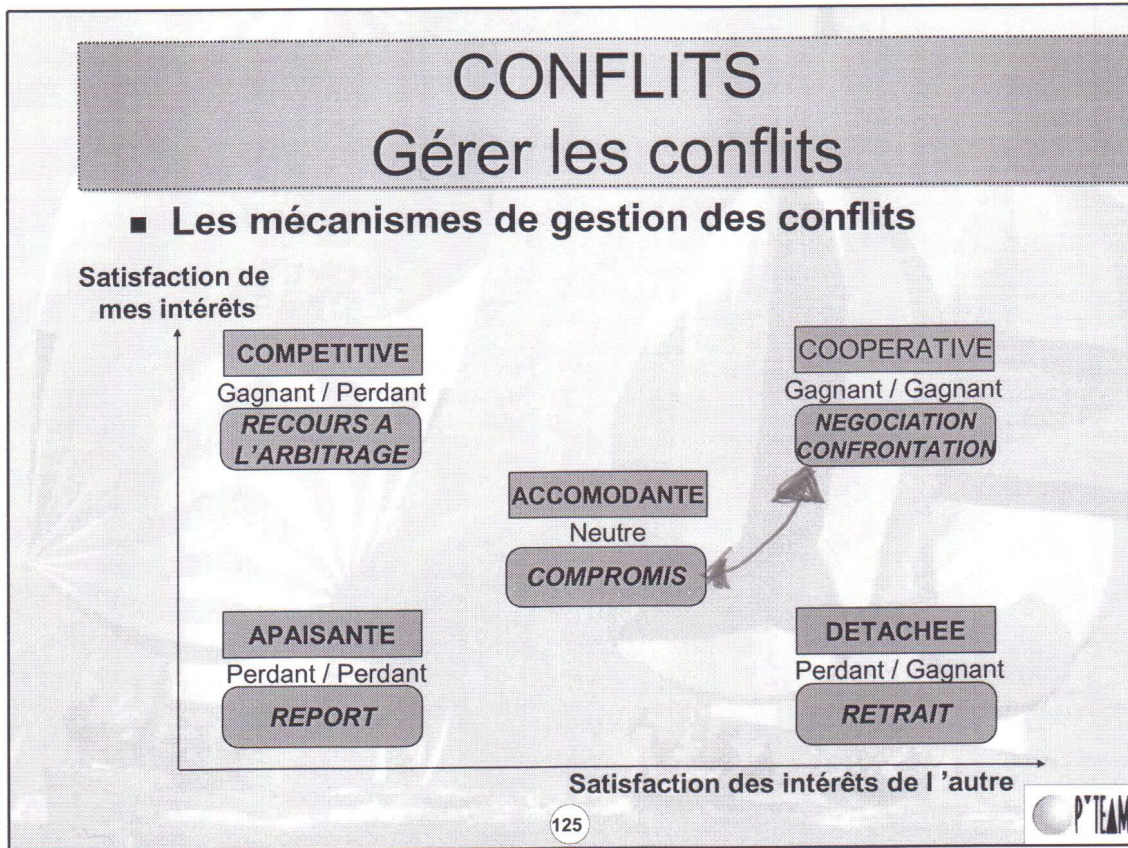 CONFLITS
Gérer les conflits
▪ Les mécanismes de gestion des conflits
Satisfaction de
mes intérêts
COMPETITIVE
Gagnant / Perdant
RECOURS A
L'ARBITRAGE
COOPERATIVE
Gagnant / Gagnant
NEGOCIATION
CONFRONTATION
ACCOMODANTE
Neutre
COMPROMIS
APAISANTE
Perdant / Perdant
REPORT
DETACHEE
Perdant / Gagnant
RETRAIT
Satisfaction des intérêts de l ’autre
125
P'TEAM